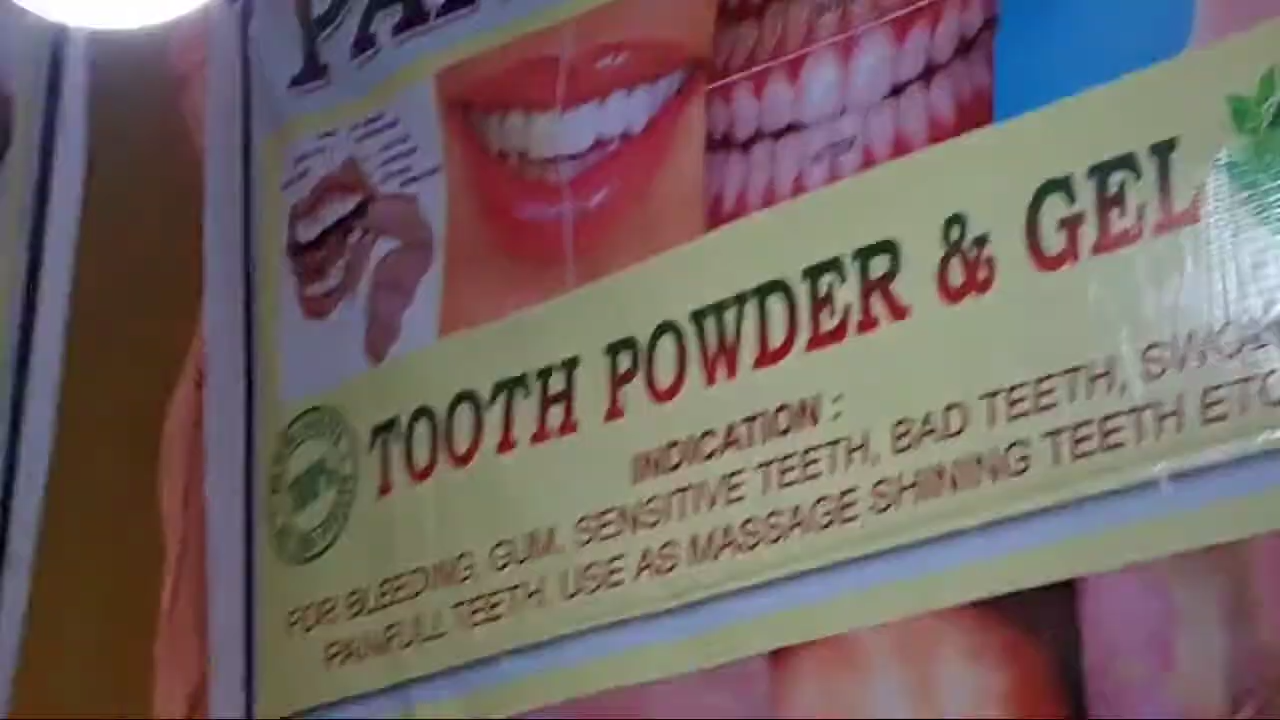 TOOTH POWDER & GEL
INDICATION :
FOR BLEEDING, GUM, SENSITIVE TEETH, BAD TEETH,
PAINFULL TEETH, USE AS MASSAGE SHINING TEETH ETC